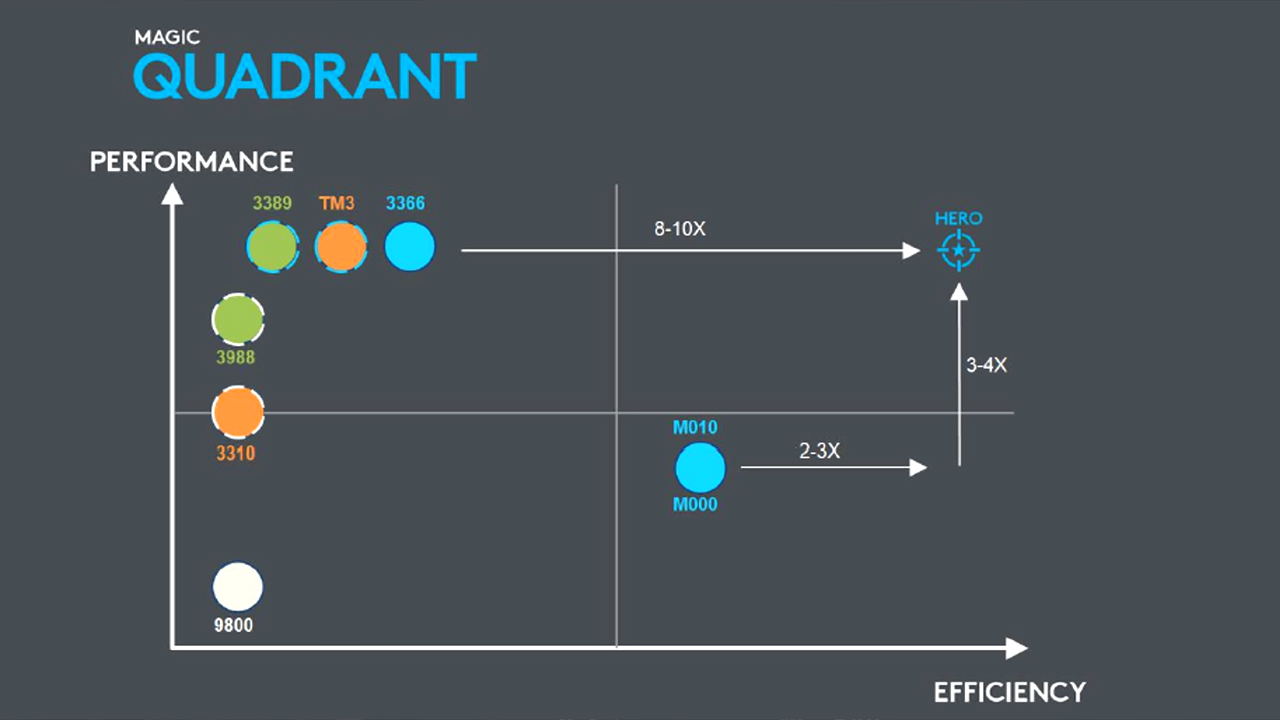 MAGIC
QUADRANT
PERFORMANCE
3389 TM3 3366
8-10X
HERO
3988
3-4X
3310
M010
2-3X
M000
9800
EFFICIENCY